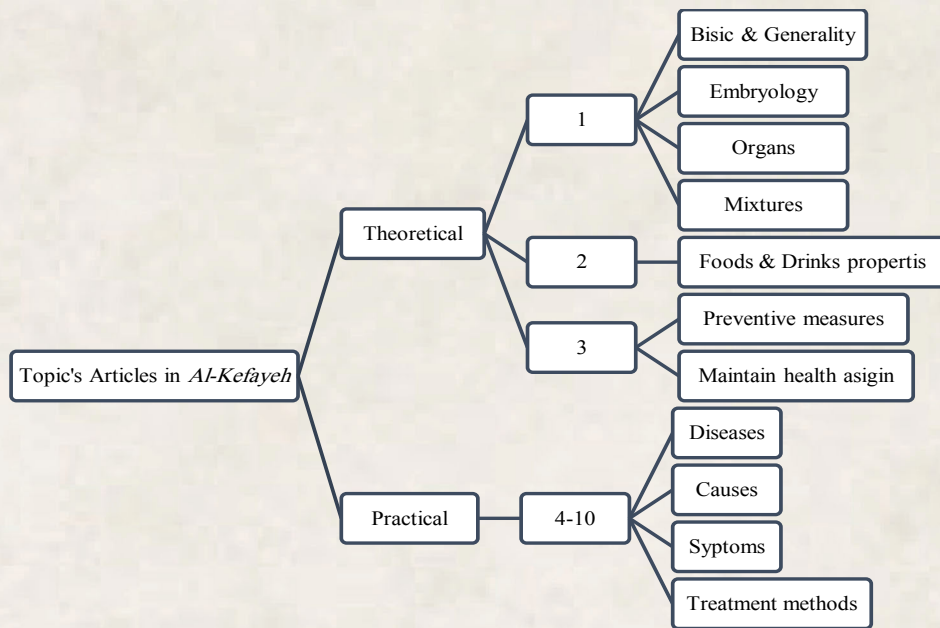 Topic's Articles in Al-Kefayeh
Theoretical
1
Bisic & Generality
Embryology
Organs
Mixtures
2
Foods & Drinks propertis
3
Preventive measures
Maintain health asigin
Practical
4-10
Diseases
Causes
Syptoms
Treatment methods